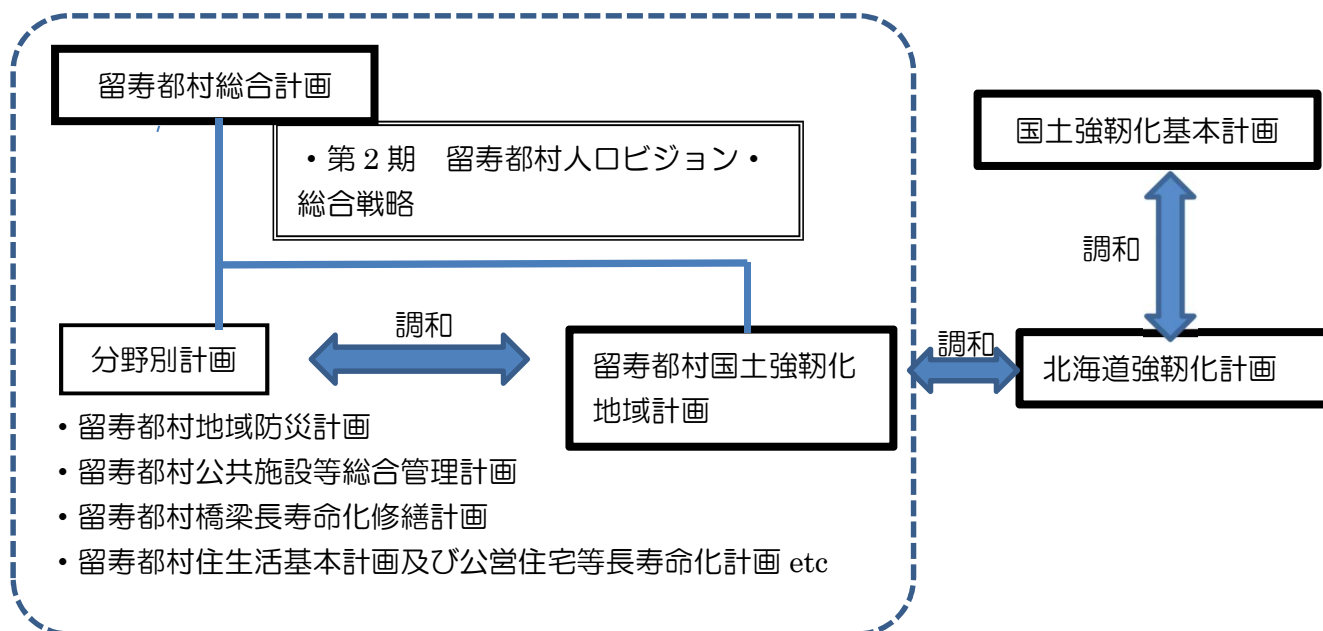 留寿都村総合計画
・第2期　留寿都村人口ビジョン・
総合戦略
国土強靭化基本計画
調和
分野別計画
調和
留寿都村国土強靭化
地域計画
調和
北海道強靭化計画
・留寿都村地域防災計画
・留寿都村公共施設等総合管理計画
・留寿都村橋梁長寿命化修繕計画
・留寿都村住生活基本計画及び公営住宅等長寿命化計画 etc